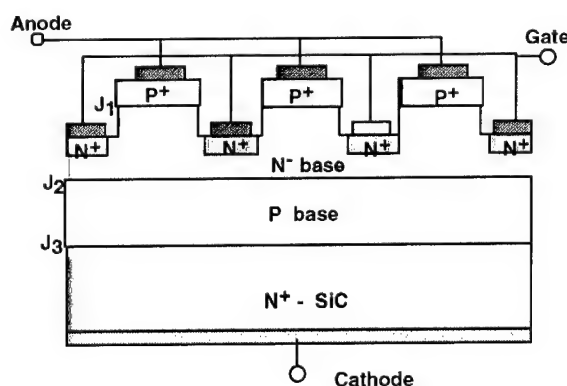 Anode
Gate
P+ P+ P+
J1
N+ N+ N+ N+
N- base
J2
P base
J3
N+ - SiC
Cathode